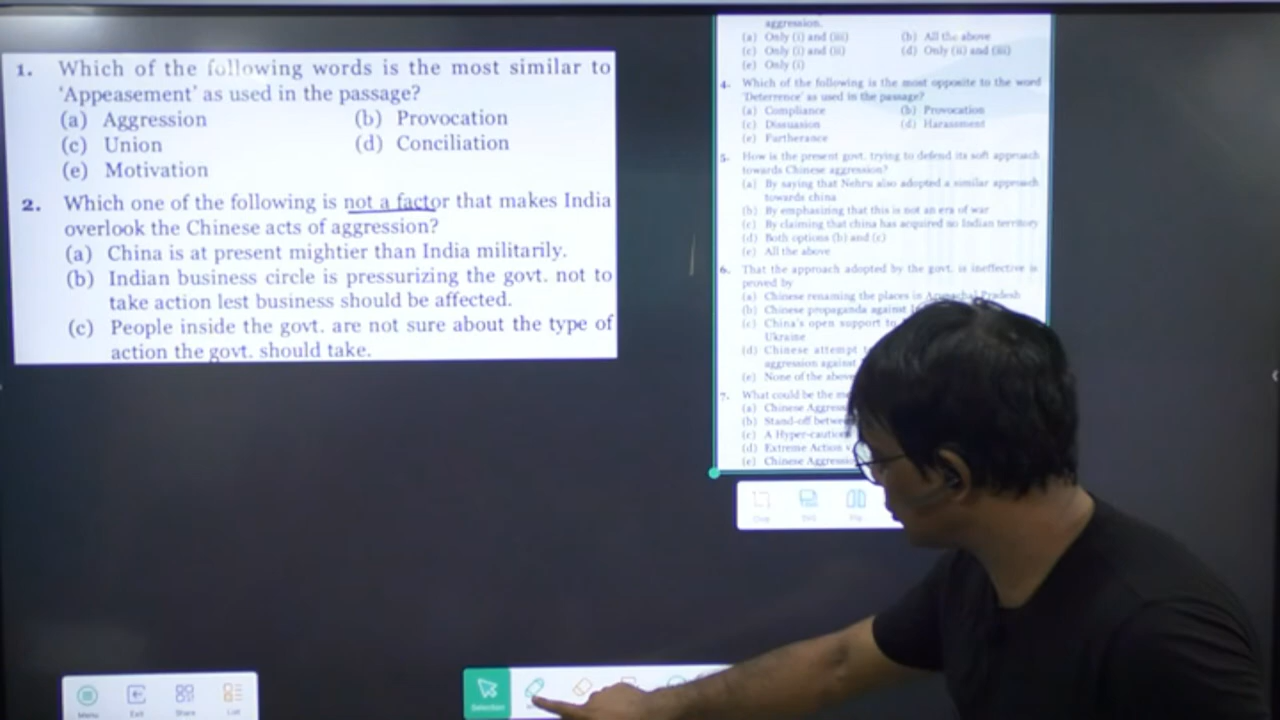 1. Which of the following words is the most similar to
'Appeasement' as used in the passage?
(a) Aggression (b) Provocation
(c) Union (d) Conciliation
(e) Motivation
2. Which one of the following is not a factor that makes India
overlook the Chinese acts of aggression?
(a) China is at present mightier than India militarily.
(b) Indian business circle is pressurizing the govt. not to
take action lest business should be affected.
(c) People inside the govt. are not sure about the type of
action the govt. should take.
aggression.
(a) Only (i) and (iii) (b) All the above
(c) Only (i) and (ii) (d) Only (ii) and (iii)
(e) Only (i)
4. Which of the following is the most opposite to the word
'Deterrence' as used in the passage?
(a) Compliance (b) Provocation
(c) Dissuasion (d) Harassment
(e) Furtherance
5. How is the present govt. trying to defend its soft approach
towards Chinese aggression?
(a) By saying that Nehru also adopted a similar approach
towards china
(b) By emphasizing that this is not an era of war
(c) By claiming that china has acquired no Indian territory
(d) Both options (b) and (c)
(e) All the above
6. That the approach adopted by the govt. is ineffective is
proved by
(a) Chinese renaming the places in Arunachal Pradesh
(b) Chinese propaganda against
(c) China's open support to
Ukraine
(d) Chinese attempt
aggression against
(e) None of the above
7. What could be the
(a) Chinese
(b) Stand-off
(c) A
(d) Extreme Action
(e) Chinese
Menu Exit Share List
Selection